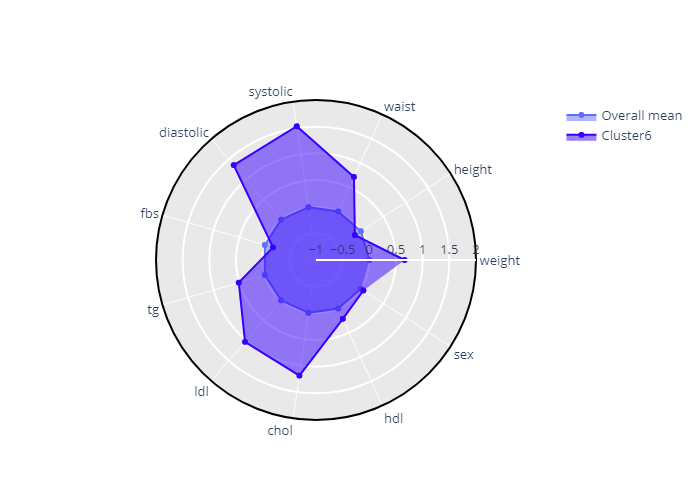 systolic
waist
diastolic
Overall mean
Cluster6
height
fbs
−1 −0.5 0 0.5 1 1.5 2
weight
tg
sex
ldl
hdl
chol